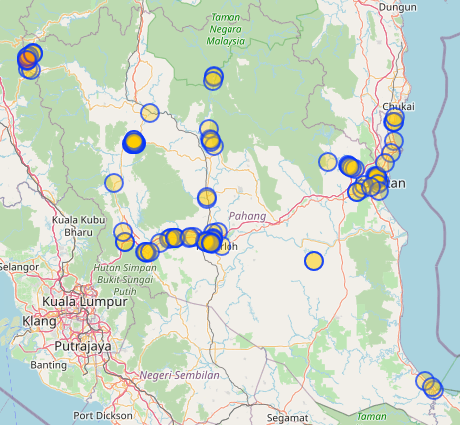 Dungun
Taman
Negara
Malaysia
Chukai
Kuala Kubu
Bharu
Pahang
Selangor
Hutan Simpan
Bukit Sungai
Putih
Kuala Lumpur
Klang
Putrajaya
Banting
Negeri Sembilan
Port Dickson
Segamat
Taman